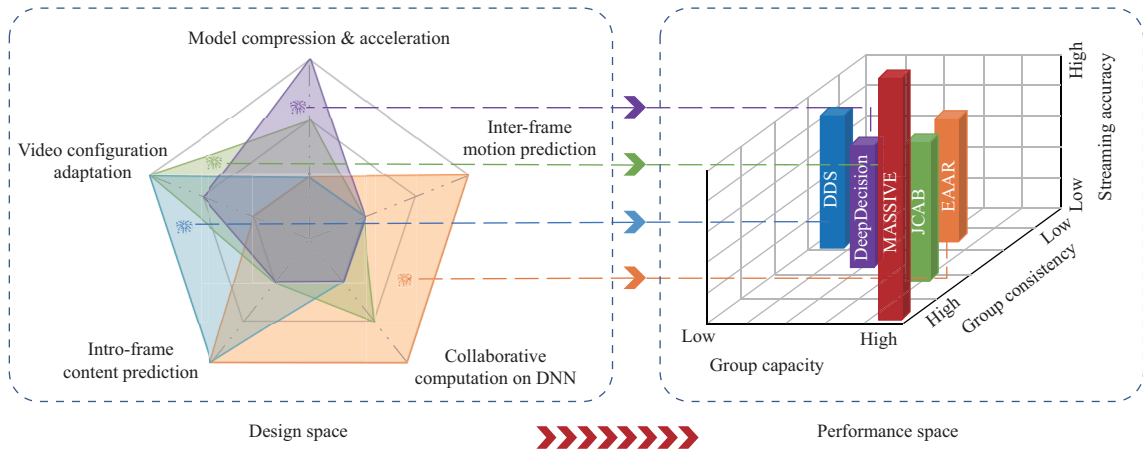 Model compression & acceleration
Inter-frame
motion prediction
Video configuration
adaptation
Intro-frame
content prediction
Collaborative
computation on DNN
Design space
DDS
DeepDecision
MASSIVE
JCAB
EAAR
High
Low
Streaming accuracy
Low
High
Group consistency
Low
High
Group capacity
Performance space